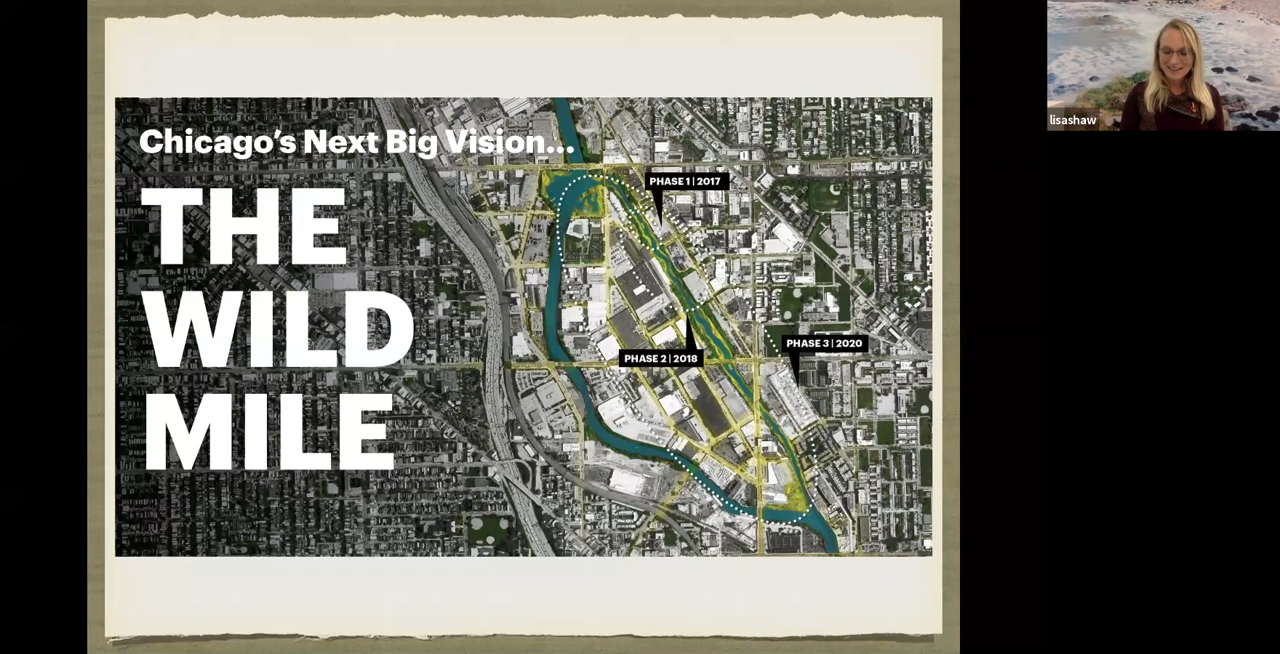 Chicago's Next Big Vision...
THE
WILD
MILE
PHASE 1 | 2017
PHASE 2 | 2018
PHASE 3 | 2020
lisashaw